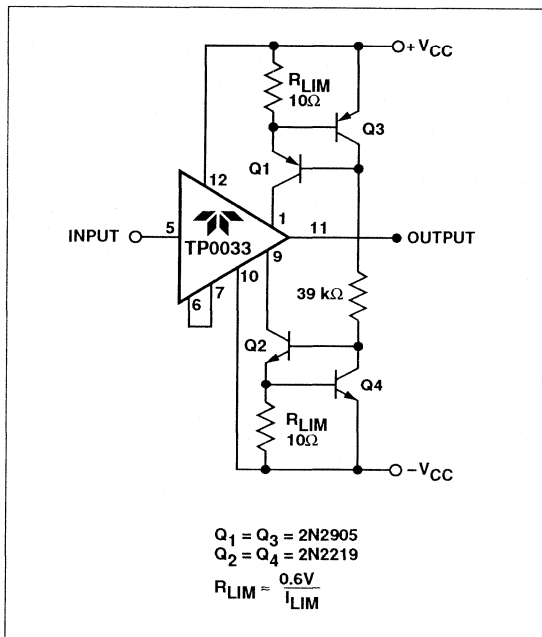 +VCC
RLIM
10Ω
Q3
Q1
12
1
INPUT
5
TP0033
11
OUTPUT
10
9
6
7
39 kΩ
Q2
Q4
RLIM
10Ω
−VCC
Q1 = Q3 = 2N2905
Q2 = Q4 = 2N2219
RLIM ≈ 0.6V
ILIM